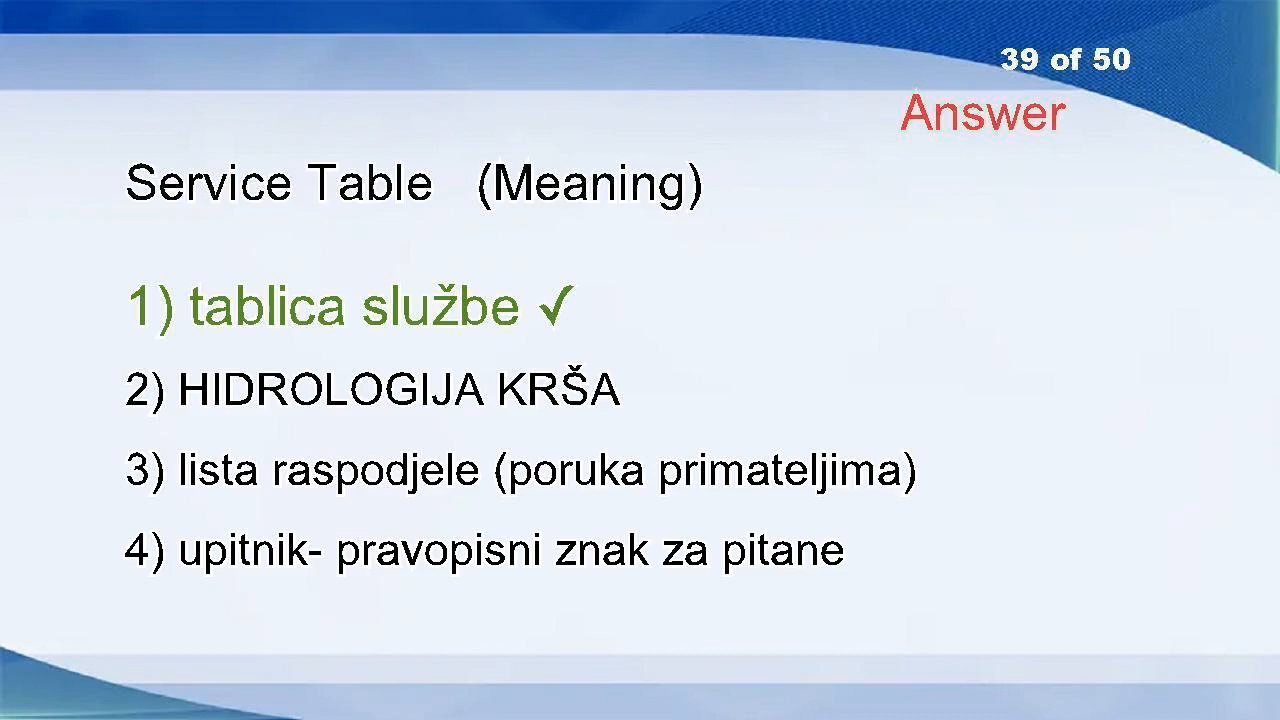 39 of 50
Answer
Service Table (Meaning)
1) tablica službe ✓
2) HIDROLOGIJA KRŠA
3) lista raspodjele (poruka primateljima)
4) upitnik- pravopisni znak za pitane